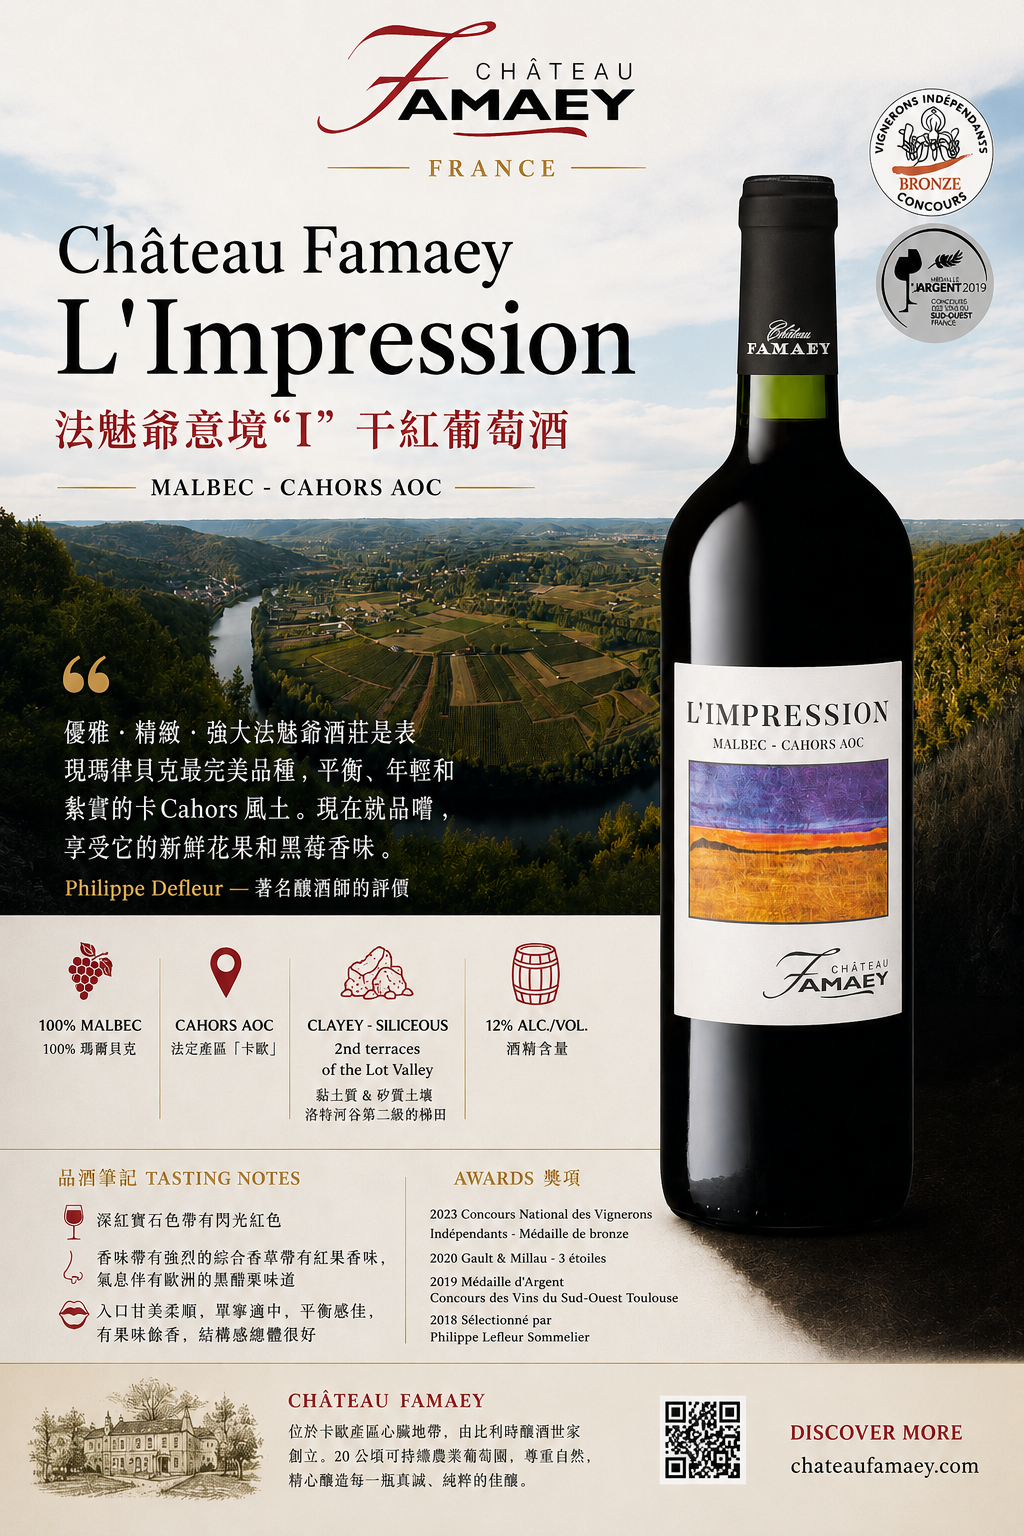 CHÂTEAU
FAMAEY
FRANCE
VIGNERONS INDÉPENDANTS
BRONZE
CONCOURS
MÉDAILLE
L'ARGENT 2019
CONCOURS
SUD-OUEST
FRANCE
Château Famaey
L'Impression
法魅爺意境“I” 干紅葡萄酒
MALBEC - CAHORS AOC
Château
FAMAEY
L'IMPRESSION
MALBEC - CAHORS AOC
CHÂTEAU
FAMAEY
“
優雅・精緻・強大法魅爺酒莊是表
現瑪律貝克最完美品種，平衡、年輕和
紮實的卡Cahors 風土。現在就品嚐，
享受它的新鮮花果和黑莓香味。
Philippe Defleur — 著名釀酒師的評價
100% MALBEC
100% 瑪爾貝克
CAHORS AOC
法定產區「卡歐」
CLAYEY - SILICEOUS
2nd terraces
of the Lot Valley
黏土質 & 矽質土壤
洛特河谷第二級的梯田
12% ALC./VOL.
酒精含量
品酒筆記 TASTING NOTES
深紅寶石色帶有閃光紅色
香味帶有強烈的綜合香草帶有紅果香味，
氣息伴有歐洲的黑醋栗味道
入口甘美柔順，單寧適中，平衡感佳，
有果味餘香，結構感總體很好
AWARDS 獎項
2023 Concours National des Vignerons
Indépendants - Médaille de bronze
2020 Gault & Millau - 3 étoiles
2019 Médaille d'Argent
Concours des Vins du Sud-Ouest Toulouse
2018 Sélectionné par
Philippe Lefleur Sommelier
CHÂTEAU FAMAEY
位於卡歐產區心臟地帶，由比利時釀酒世家
創立。20 公頃可持續農業葡萄園，尊重自然，
精心釀造每一瓶真誠、純粹的佳釀。
DISCOVER MORE
chateaufamaey.com